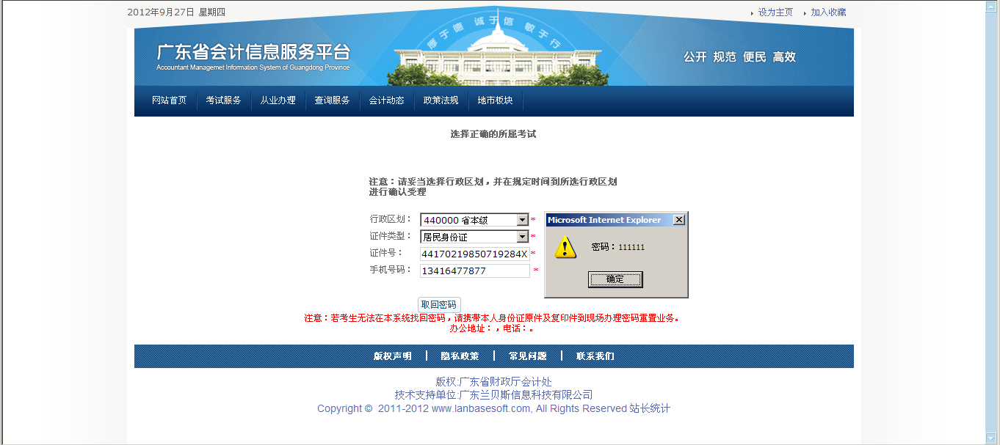 2012年9月27日 星期四
设为主页 加入收藏
厚于德 诚于信 敏于行
广东省会计信息服务平台
Accountant Managemet Information System of Guangdong Province
公开 规范 便民 高效
网站首页 考试服务 从业办理 查询服务 会计动态 政策法规 地市板块
选择正确的所属考试
注意：请妥当选择行政区划，并在规定时间到所选行政区划
进行确认受理
行政区划： 440000 省本级 *
证件类型： 居民身份证 *
证件号： 44170219850719284X *
手机号码： 13416477877 *
Microsoft Internet Explorer
密码：111111
确定
取回密码
注意：若考生无法在本系统找回密码，请携带本人身份证原件及复印件到现场办理密码重置业务。
办公地址：，电话：。
版权声明 | 隐私政策 | 常见问题 | 联系我们
版权:广东省财政厅会计处
技术支持单位:广东兰贝斯信息科技有限公司
Copyright © 2011-2012 www.lanbasesoft.com, All Rights Reserved 站长统计